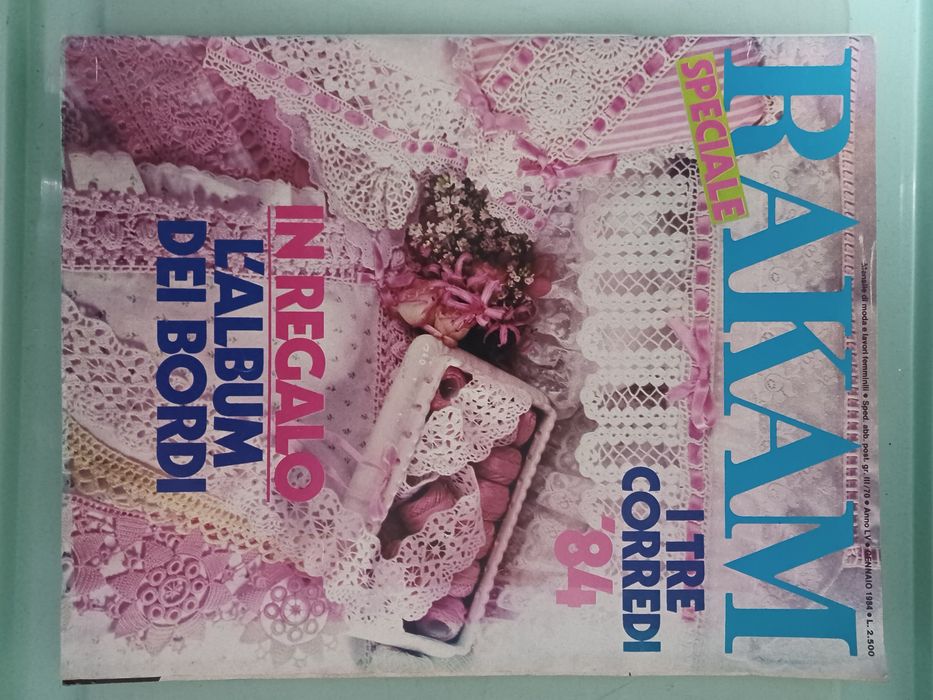 Mensile di moda e lavori femminili • Sped. abb. post. gr. III/70 • Anno LV • GENNAIO 1984 • L. 2.500
RAKAM
SPECIALE
I TRE
CORREDI
'84
IN REGALO
L'ALBUM
DEI BORDI